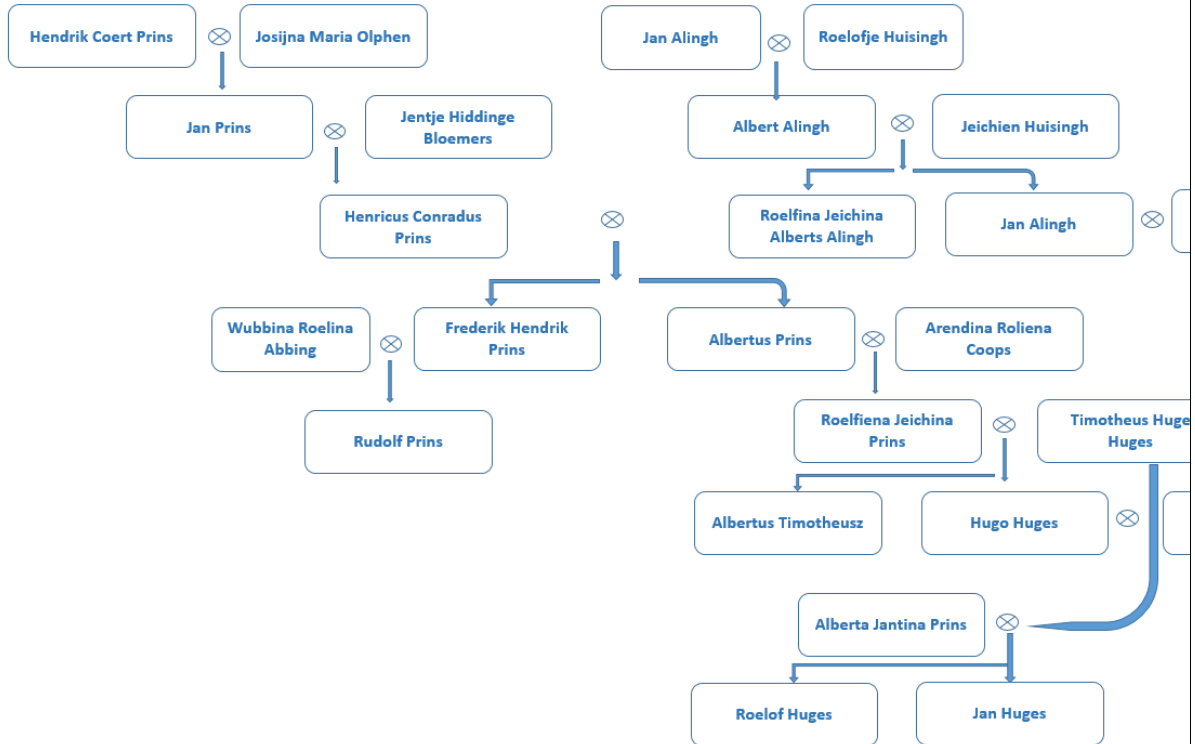 Hendrik Coert Prins
Josijna Maria Olphen
Jan Alingh
Roelofje Huisingh
Jan Prins
Jentje Hiddinge
Bloemers
Albert Alingh
Jeichien Huisingh
Henricus Conradus
Prins
Roelfina Jeichina
Alberts Alingh
Jan Alingh
Wubbina Roelina
Abbing
Frederik Hendrik
Prins
Albertus Prins
Arendina Roliena
Coops
Rudolf Prins
Roelfiena Jeichina
Prins
Timotheus Huge
Huges
Albertus Timotheusz
Hugo Huges
Alberta Jantina Prins
Roelof Huges
Jan Huges